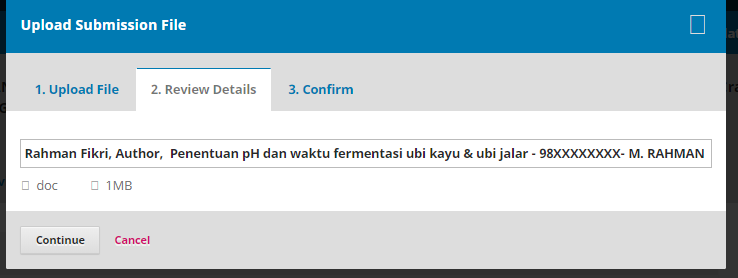 Upload Submission File
1. Upload File 2. Review Details 3. Confirm
Rahman Fikri, Author, Penentuan pH dan waktu fermentasi ubi kayu & ubi jalar - 98XXXXXXXX- M. RAHMAN
doc 1MB
Continue Cancel